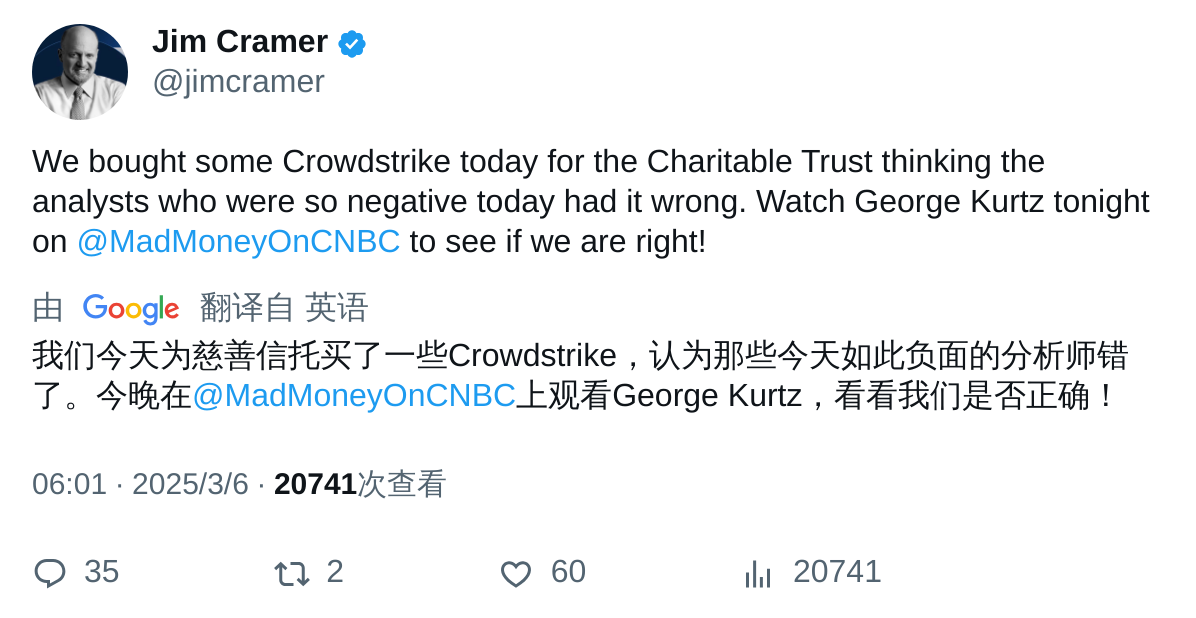 Jim Cramer
@jimcramer
We bought some Crowdstrike today for the Charitable Trust thinking the
analysts who were so negative today had it wrong. Watch George Kurtz tonight
on @MadMoneyOnCNBC to see if we are right!
由 Google 翻译自 英语
我们今天为慈善信托买了一些Crowdstrike，认为那些今天如此负面的分析师错
了。今晚在@MadMoneyOnCNBC上观看George Kurtz，看看我们是否正确！
06:01 · 2025/3/6 · 20741次查看
35 2 60 20741